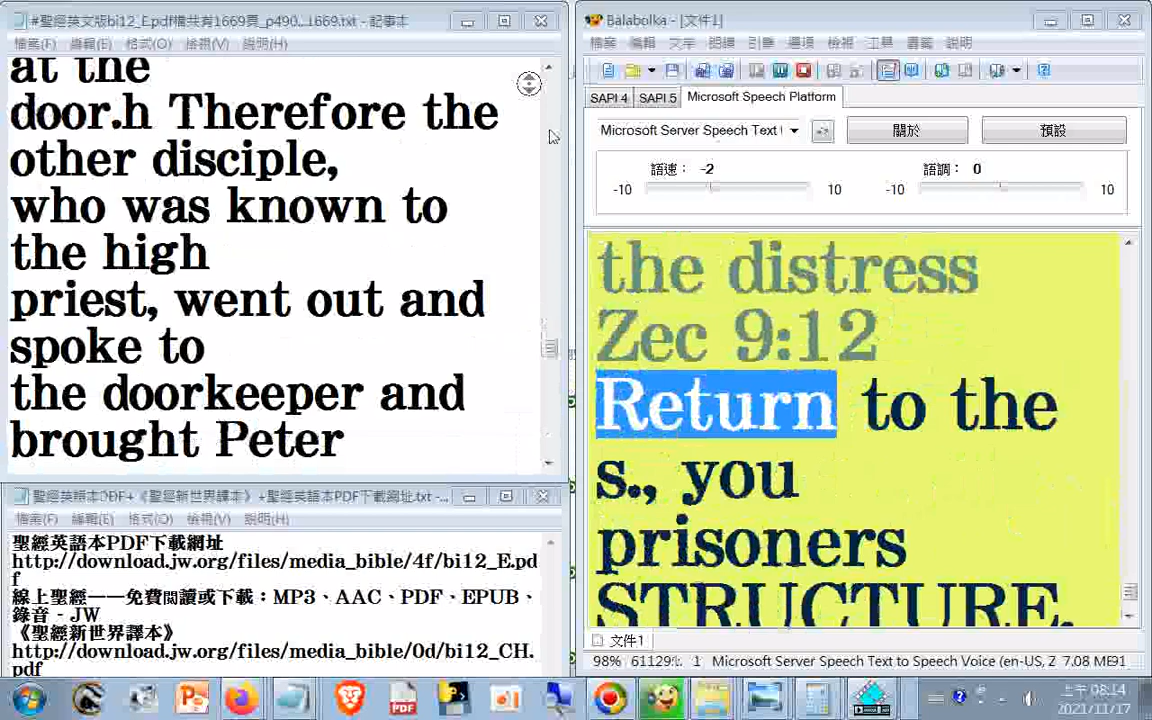 #聖經英文版bi12_E.pdf檔共有1669頁_p490...1669.txt - 記事本
檔案(F) 編輯(E) 格式(O) 檢視(V) 說明(H)
at the
door.h Therefore the
other disciple,
who was known to
the high
priest, went out and
spoke to
the doorkeeper and
brought Peter
聖經英語本PDF+《聖經新世界譯本》+聖經英語本PDF下載網址.txt - ...
檔案(F) 編輯(E) 格式(O) 檢視(V) 說明(H)
聖經英語本PDF下載網址
http://download.jw.org/files/media_bible/4f/bi12_E.pd
f
線上聖經——免費閱讀或下載：MP3、AAC、PDF、EPUB、
錄音 - JW
《聖經新世界譯本》
http://download.jw.org/files/media_bible/0d/bi12_CH.
pdf
Balabolka - [文件1]
檔案 編輯 文字 朗讀 引擎 選項 檢視 工具 書籤 說明
SAPI 4 SAPI 5 Microsoft Speech Platform
Microsoft Server Speech Text 關於 預設
語速： -2 語調： 0
-10 10 -10 10
the distress
Zec 9:12
Return to the
s., you
prisoners
STRUCTURE,
文件1
98% 1 Microsoft Server Speech Text to Speech Voice (en-US, Z 7.08 ME
PDF
上午 08:14
2021/11/17